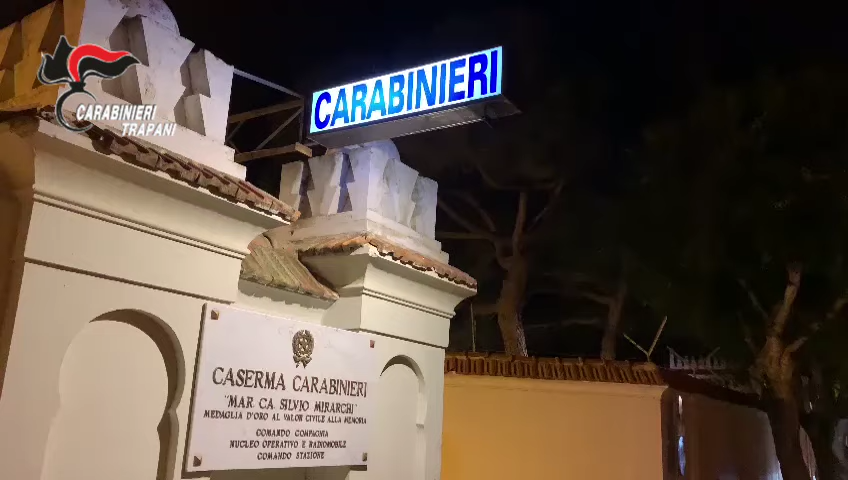 CARABINIERI
TRAPANI
CARABINIERI
CASERMA CARABINIERI
"MAR. CA. SILVIO MIRARCHI"
MEDAGLIA D'ORO AL VALOR CIVILE ALLA MEMORIA
COMANDO COMPAGNIA
NUCLEO OPERATIVO E RADIOMOBILE
COMANDO STAZIONE